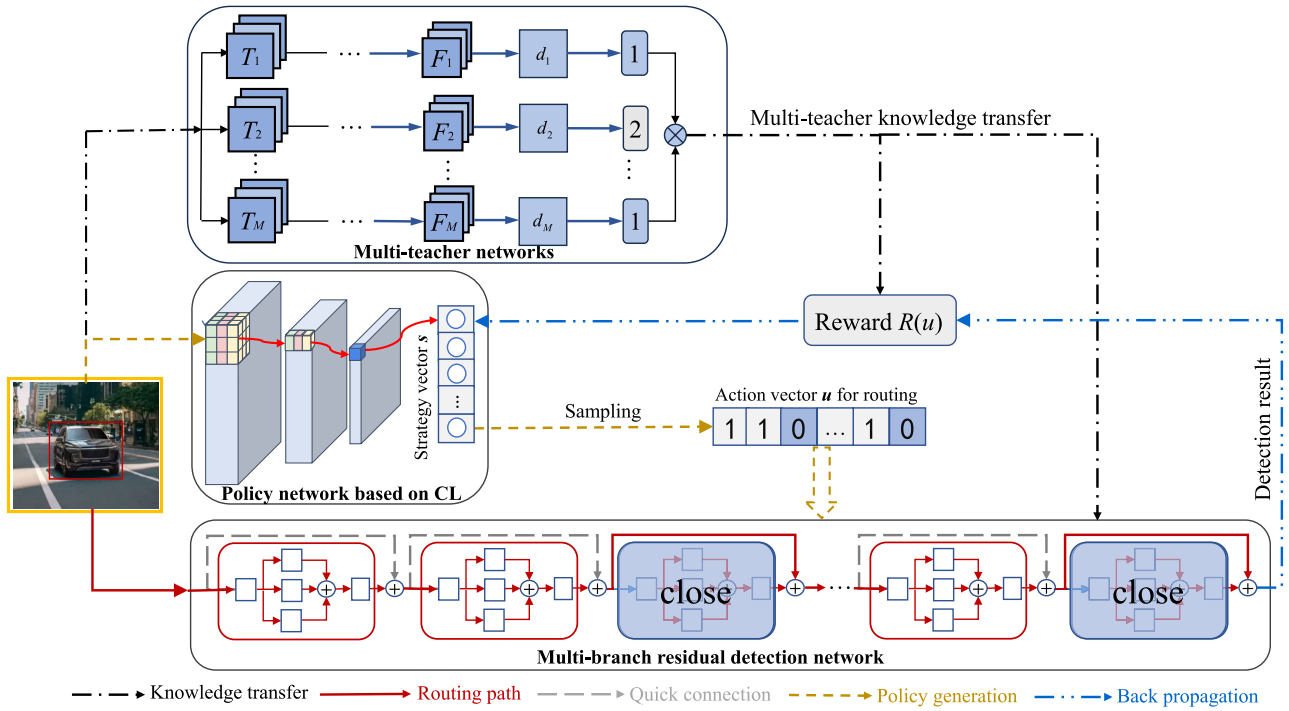 T1 ... F1 d1 1
T2 ... F2 d2 2
⋮ ⋮ ⋮
TM ... FM dM 1
Multi-teacher networks
Multi-teacher knowledge transfer
Reward R(u)
Strategy vector s
⋮
Policy network based on CL
Sampling
Action vector u for routing
1 1 0 ... 1 0
Detection result
close
......
close
Multi-branch residual detection network
Knowledge transfer
Routing path
Quick connection
Policy generation
Back propagation